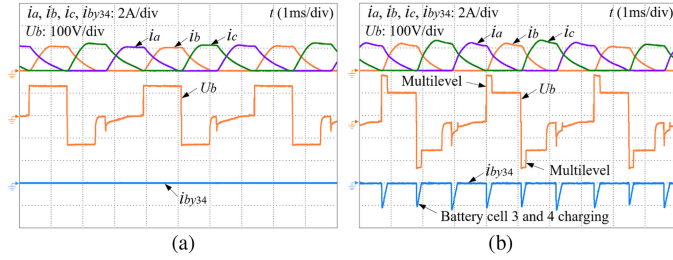 ia, ib, ic, iby34: 2A/div
t (1ms/div)
Ub: 100V/div
ia
ib
ic
Ub
iby34
(a)
ia, ib, ic, iby34: 2A/div
t (1ms/div)
Ub: 100V/div
ia
ib
ic
Multilevel
Ub
Multilevel
iby34
Battery cell 3 and 4 charging
(b)